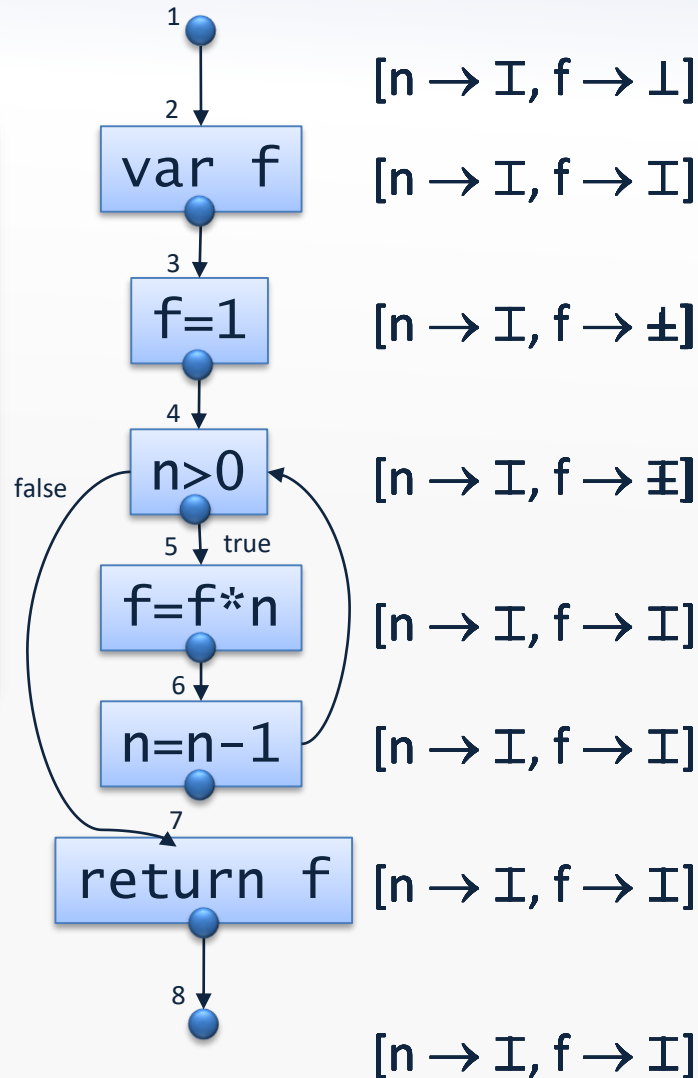 1
[n → ⌶, f → ⊥]
2
var f
[n → ⌶, f → ⌶]
3
f=1
[n → ⌶, f → ]
4
n>0
[n → ⌶, f → ]
false
5 true
f=f*n
[n → ⌶, f → ⌶]
6
n=n-1
[n → ⌶, f → ⌶]
7
return f
[n → ⌶, f → ⌶]
8
[n → ⌶, f → ⌶]